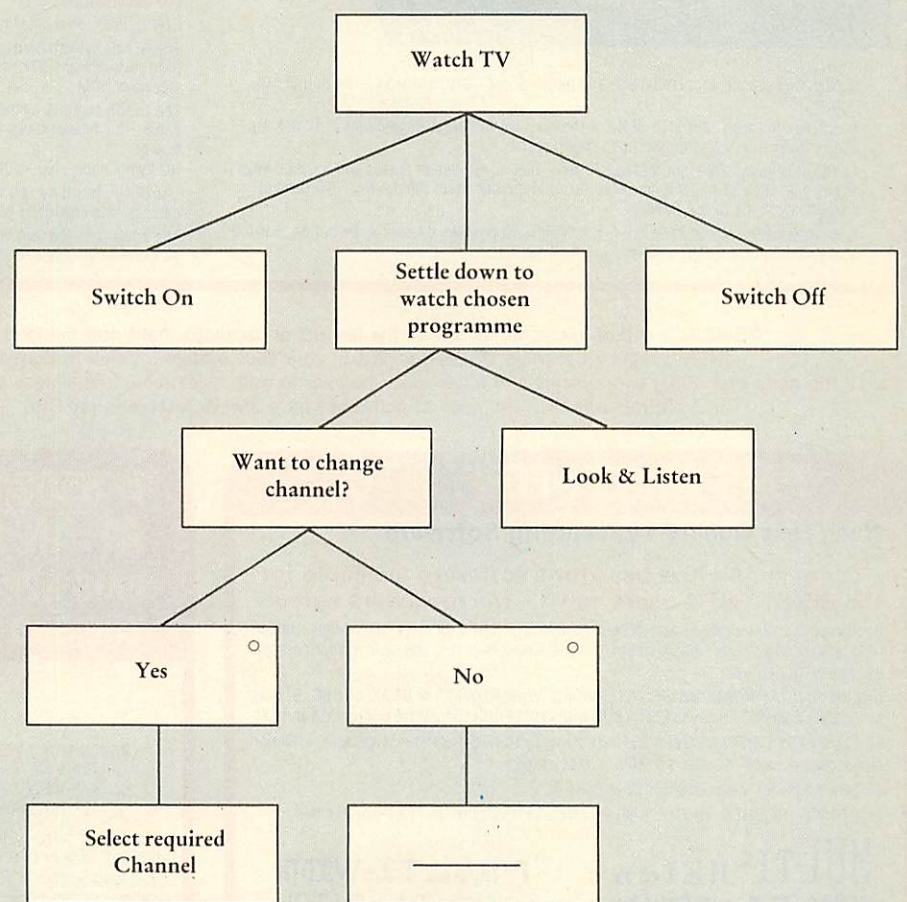 Watch TV
Switch On
Settle down to
watch chosen
programme
Switch Off
Want to change
channel?
Look & Listen
Yes
No
Select required
Channel
—